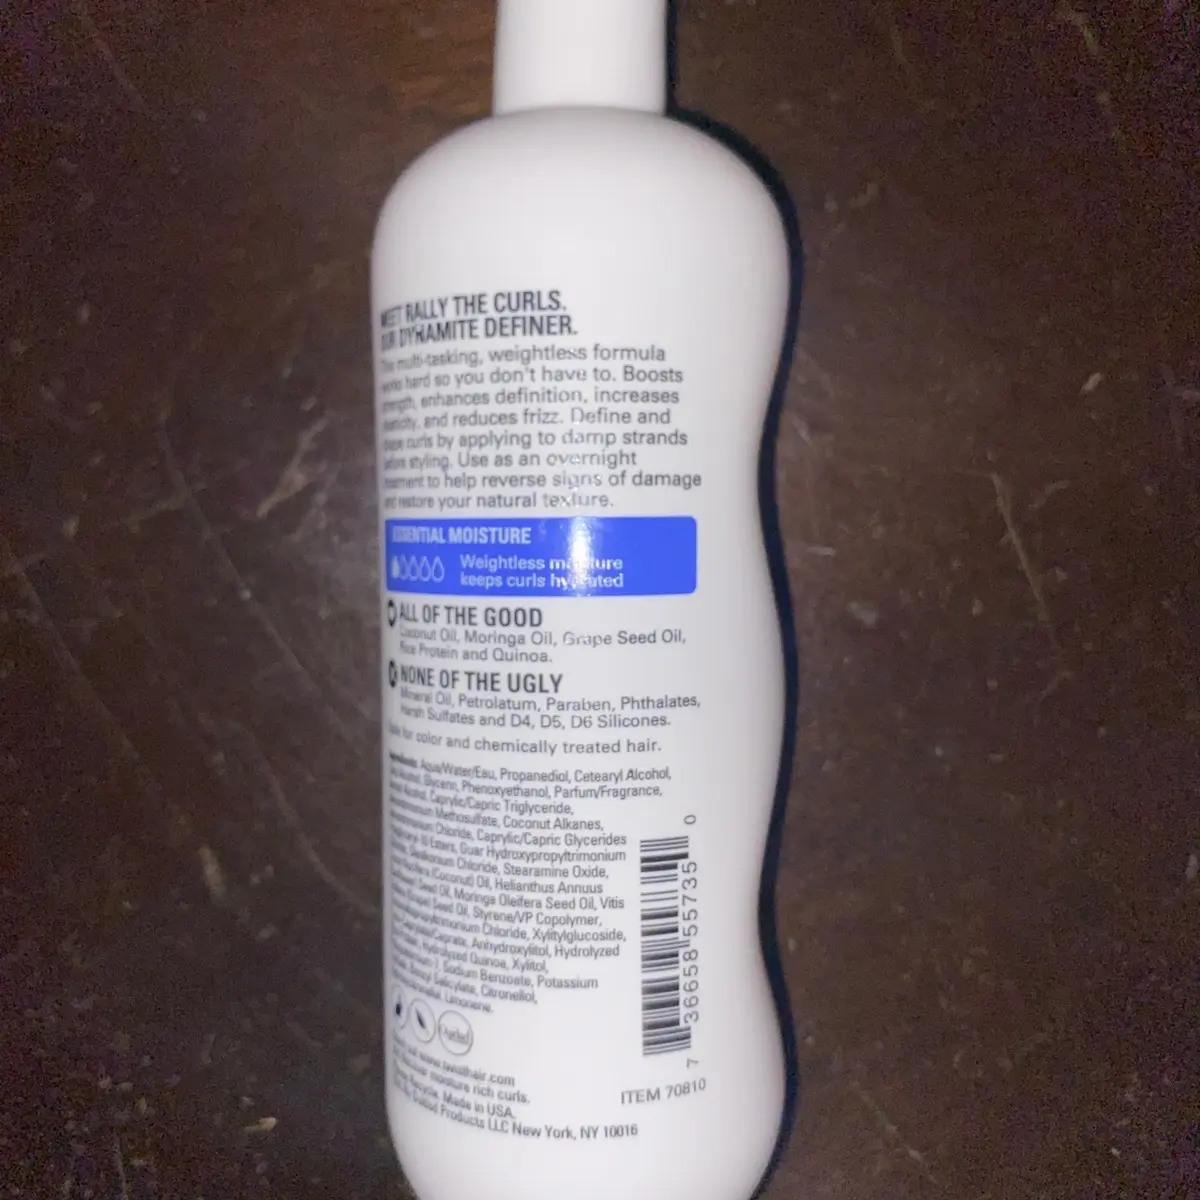 MEET RALLY THE CURLS.
OUR DYNAMITE DEFINER.
multi-tasking, weightless formula
works hard so you don't have to. Boosts
strength, enhances definition, increases
elasticity, and reduces frizz. Define and
shape curls by applying to damp strands
before styling. Use as an overnight
treatment to help reverse signs of damage
and restore your natural texture.
ESSENTIAL MOISTURE
Weightless moisture
keeps curls hydrated
ALL OF THE GOOD
Coconut Oil, Moringa Oil, Grape Seed Oil,
Rice Protein and Quinoa.
NONE OF THE UGLY
Mineral Oil, Petrolatum, Paraben, Phthalates,
Harsh Sulfates and D4, D5, D6 Silicones.
for color and chemically treated hair.
Ingredients: Aqua/Water/Eau, Propanediol, Cetearyl Alcohol,
Alcohol, Glycerin, Phenoxyethanol, Parfum/Fragrance,
Alcohol, Caprylic/Capric Triglyceride,
Methosulfate, Coconut Alkanes,
Chloride, Caprylic/Capric Glycerides
Esters, Guar Hydroxypropyltrimonium
Chloride, Stearamine Oxide,
(Coconut) Oil, Helianthus Annuus
Seed Oil, Moringa Oleifera Seed Oil, Vitis
Seed Oil, Styrene/VP Copolymer,
Chloride, Xylitylglucoside,
Anhydroxylitol, Hydrolyzed
Hydrolyzed Quinoa, Xylitol,
Sodium Benzoate, Potassium
Benzyl Salicylate, Citronellol,
Limonene.
7 36658 55735 0
ITEM 70810
moisture rich curls.
Recycle. Made in USA.
Products LLC New York, NY 10016